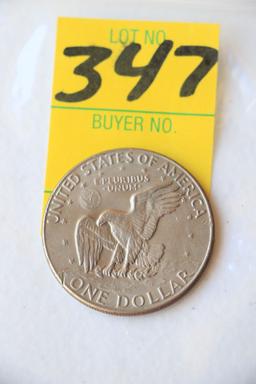 LOT NO.
347
BUYER NO.
UNITED STATES OF AMERICA
E PLURIBUS
UNUM
ONE DOLLAR